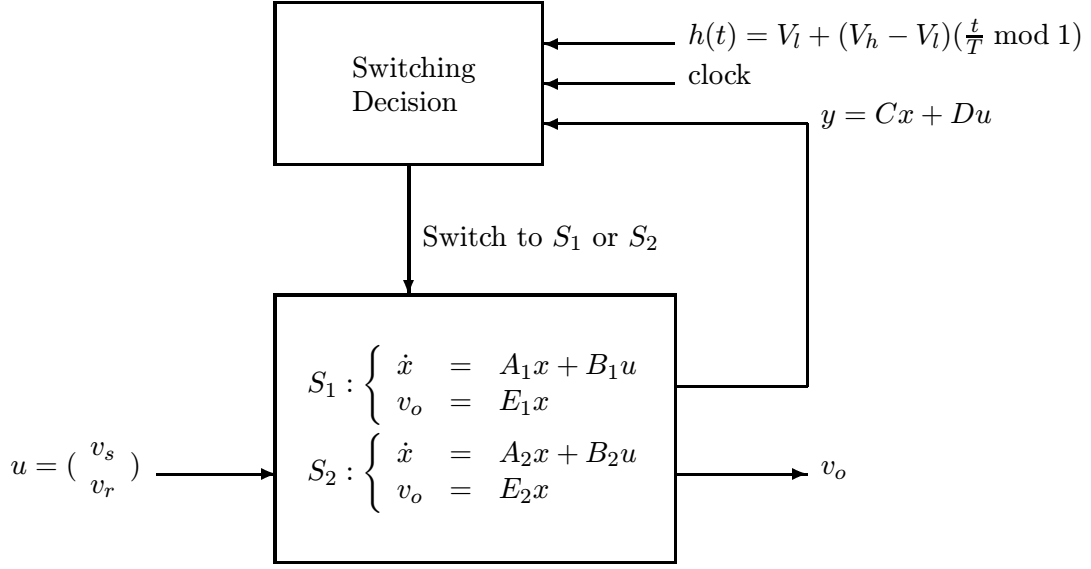 h(t) = V_l + (V_h − V_l)(\frac{t}{T} mod 1)
Switching
Decision
clock
y = Cx + Du
Switch to S_1 or S_2
S_1 : { ẋ = A_1x + B_1u
v_o = E_1x
S_2 : { ẋ = A_2x + B_2u
v_o = E_2x
u = ( v_s
v_r )
v_o